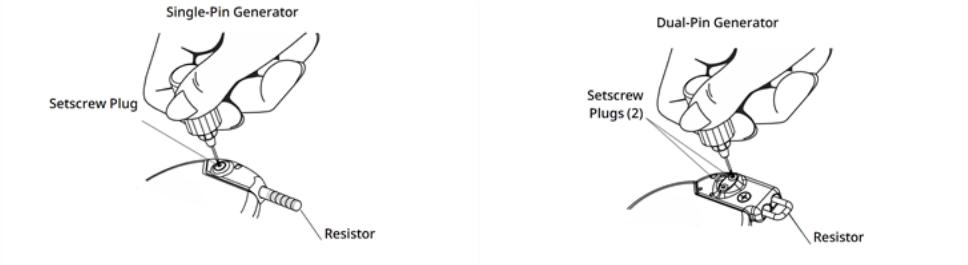 Single-Pin Generator
Setscrew Plug
Resistor
Dual-Pin Generator
Setscrew
Plugs (2)
Resistor